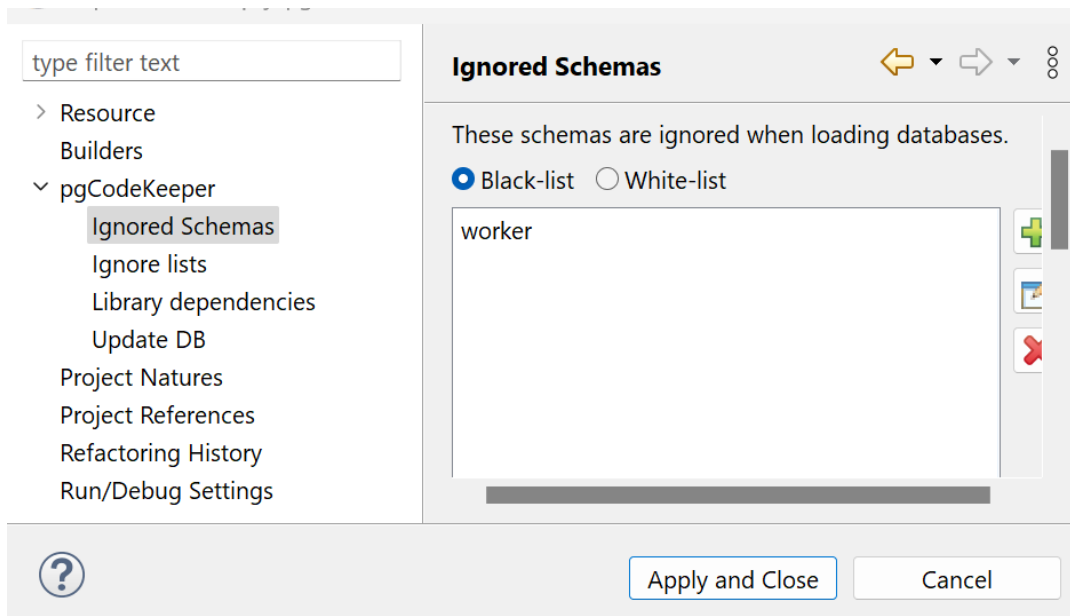 type filter text
Resource
Builders
pgCodeKeeper
Ignored Schemas
Ignore lists
Library dependencies
Update DB
Project Natures
Project References
Refactoring History
Run/Debug Settings
Ignored Schemas
These schemas are ignored when loading databases.
Black-list White-list
worker
?
Apply and Close Cancel